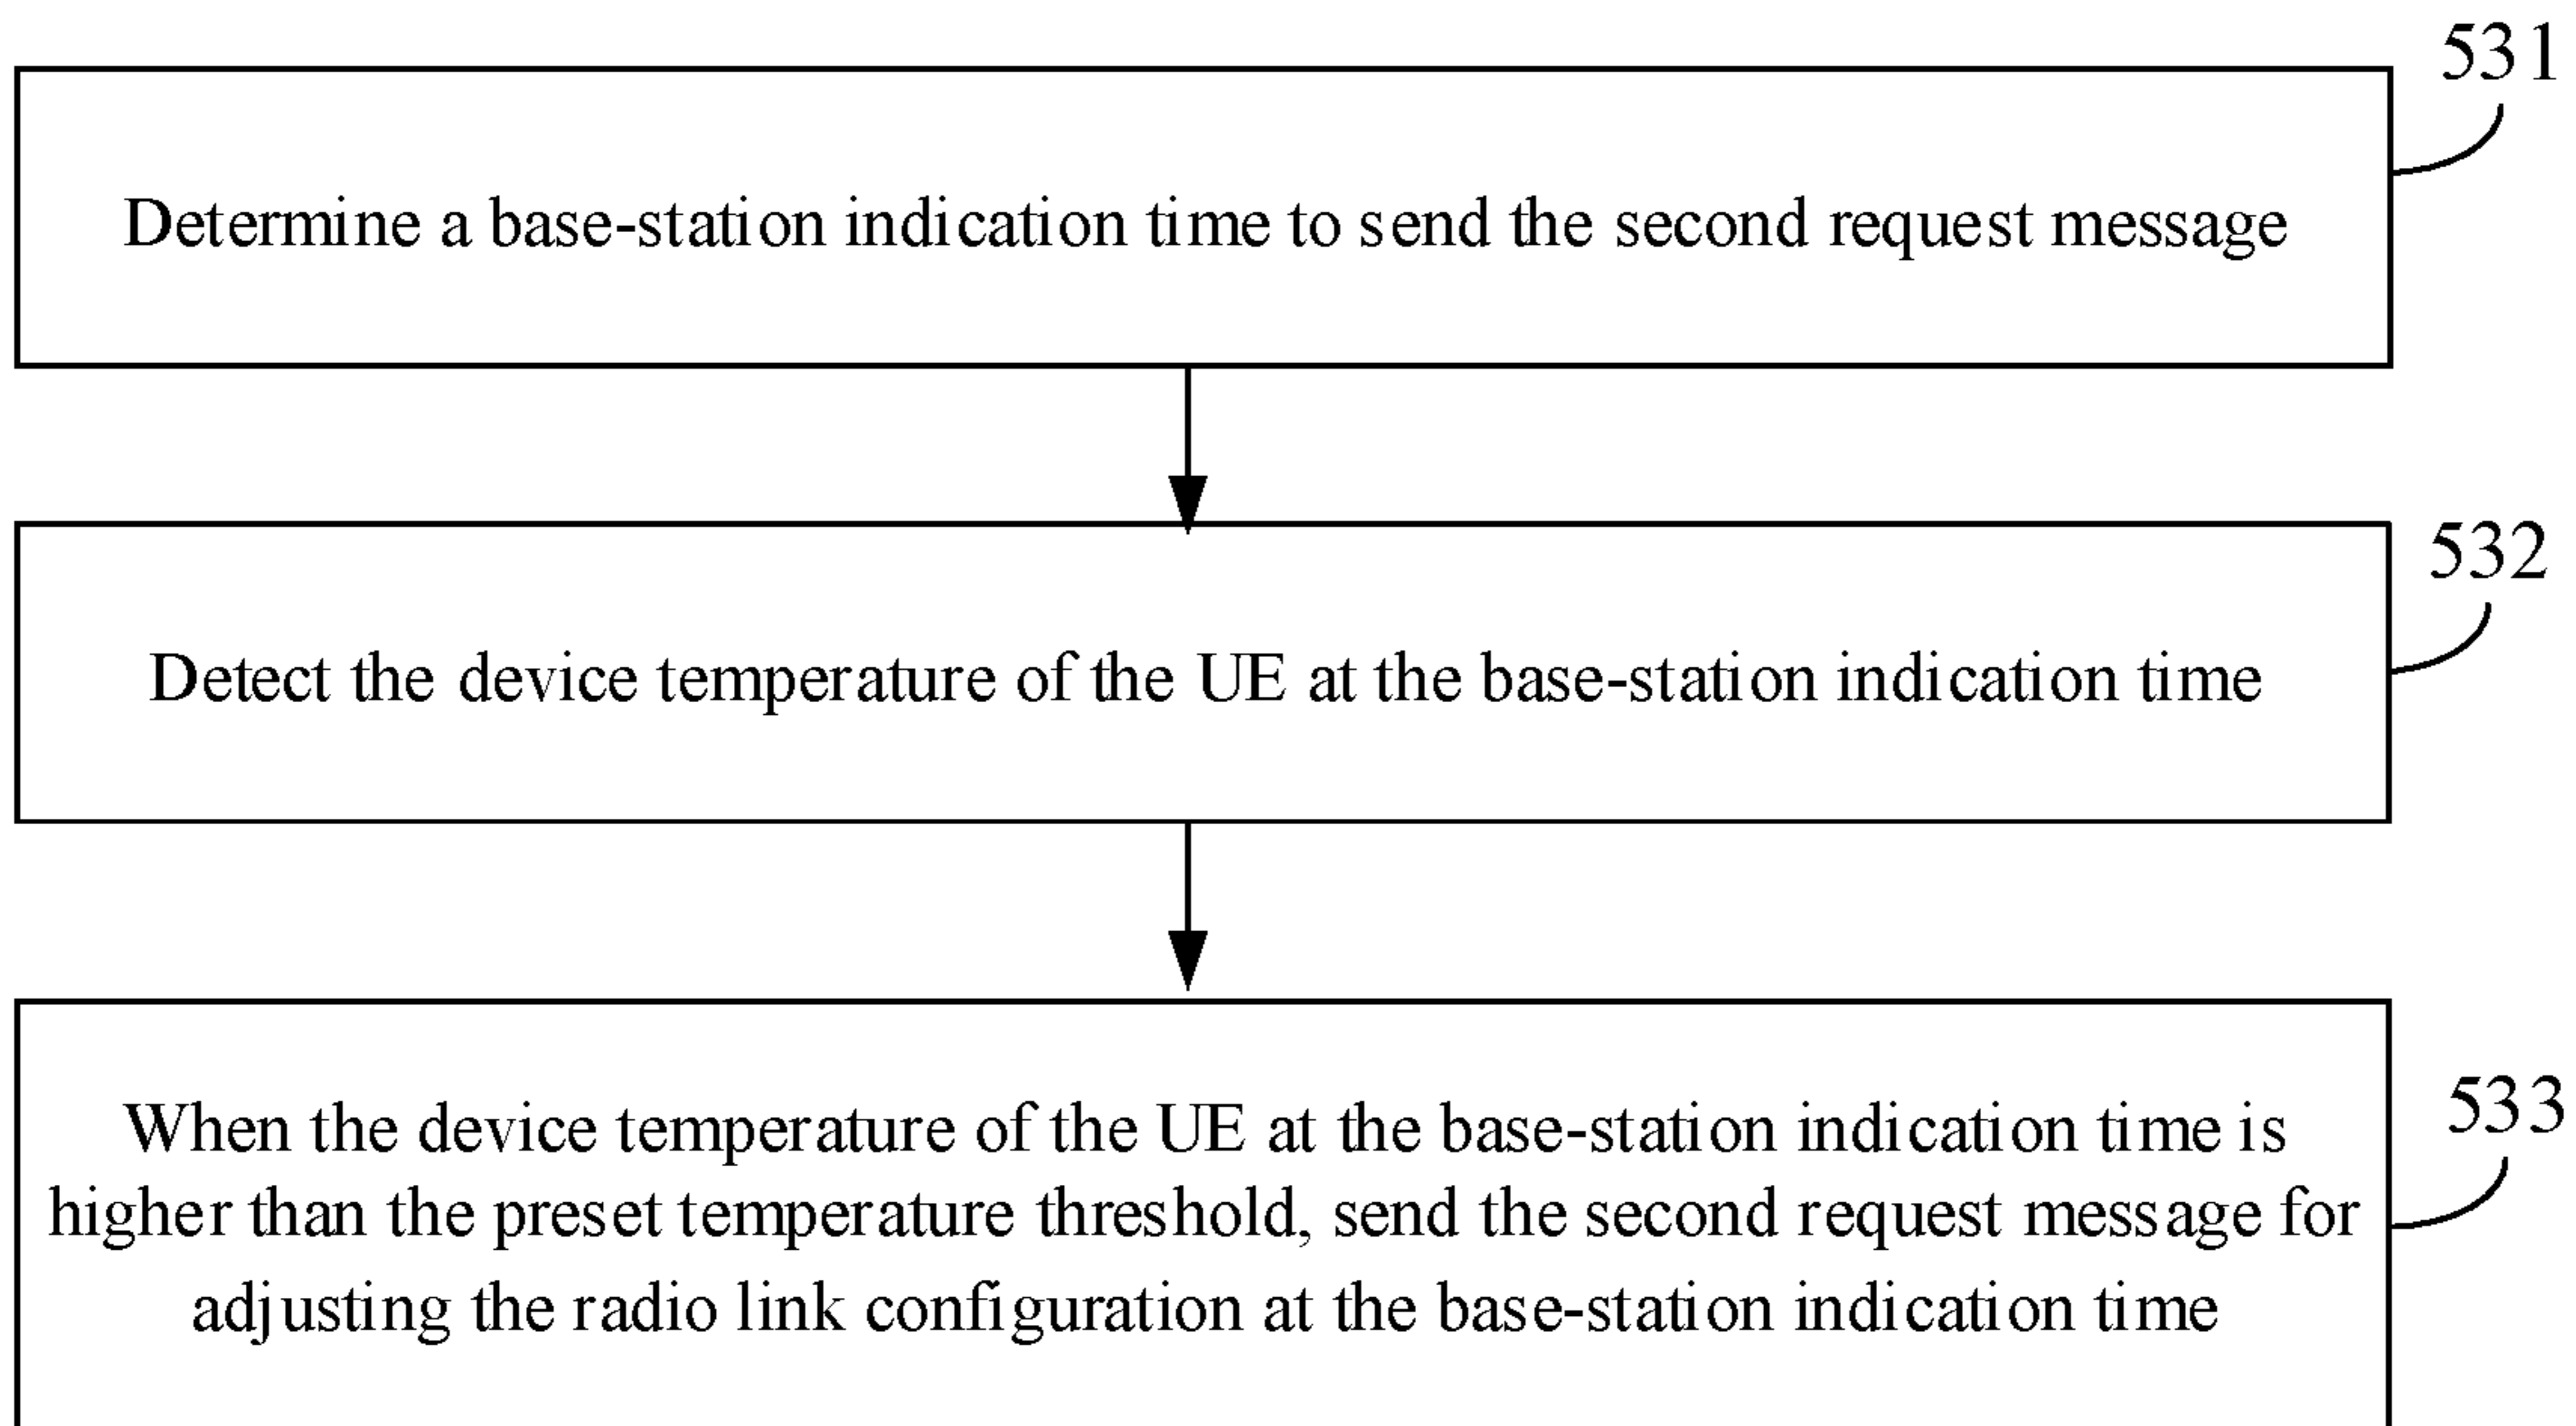 531
Determine a base-station indication time to send the second request message
532
Detect the device temperature of the UE at the base-station indication time
533
When the device temperature of the UE at the base-station indication time is
higher than the preset temperature threshold, send the second request message for
adjusting the radio link configuration at the base-station indication time